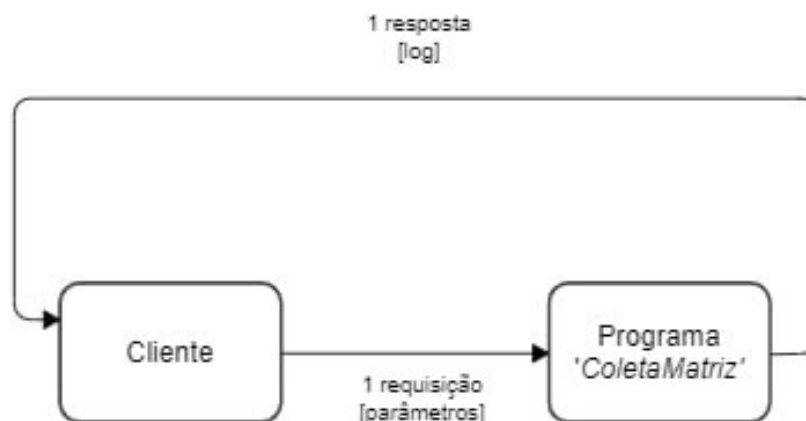 1 resposta
[log]
Cliente
Programa
'ColetaMatriz'
1 requisição
[parâmetros]